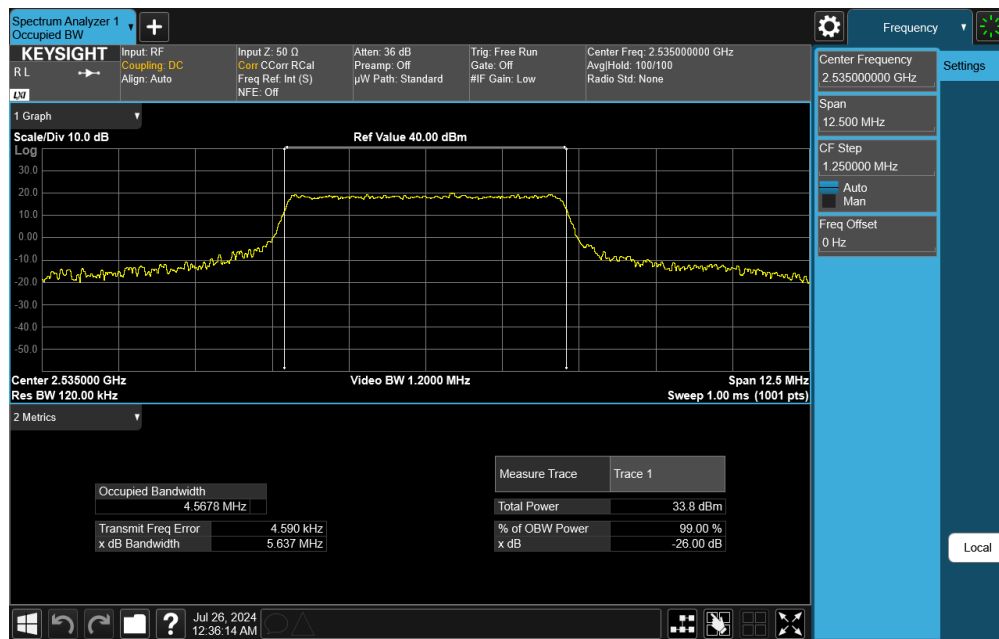 Spectrum Analyzer 1
Occupied BW
Frequency
KEYSIGHT
R L
LXI
Input: RF
Coupling: DC
Align: Auto
Input Z: 50 Ω
Corr CCorr RCal
Freq Ref: Int (S)
NFE: Off
Atten: 36 dB
Preamp: Off
µW Path: Standard
Trig: Free Run
Gate: Off
#IF Gain: Low
Center Freq: 2.535000000 GHz
Avg|Hold: 100/100
Radio Std: None
Center Frequency
2.535000000 GHz
Settings
Span
12.500 MHz
CF Step
1.250000 MHz
Auto
Man
Freq Offset
0 Hz
1 Graph
Scale/Div 10.0 dB
Ref Value 40.00 dBm
Log
30.0
20.0
10.0
0.00
-10.0
-20.0
-30.0
-40.0
-50.0
Center 2.535000 GHz
Video BW 1.2000 MHz
Span 12.5 MHz
Res BW 120.00 kHz
Sweep 1.00 ms (1001 pts)
2 Metrics
Measure Trace Trace 1
Occupied Bandwidth
4.5678 MHz
Total Power 33.8 dBm
Transmit Freq Error 4.590 kHz
% of OBW Power 99.00 %
x dB Bandwidth 5.637 MHz
x dB -26.00 dB
Local
?
Jul 26, 2024
12:36:14 AM